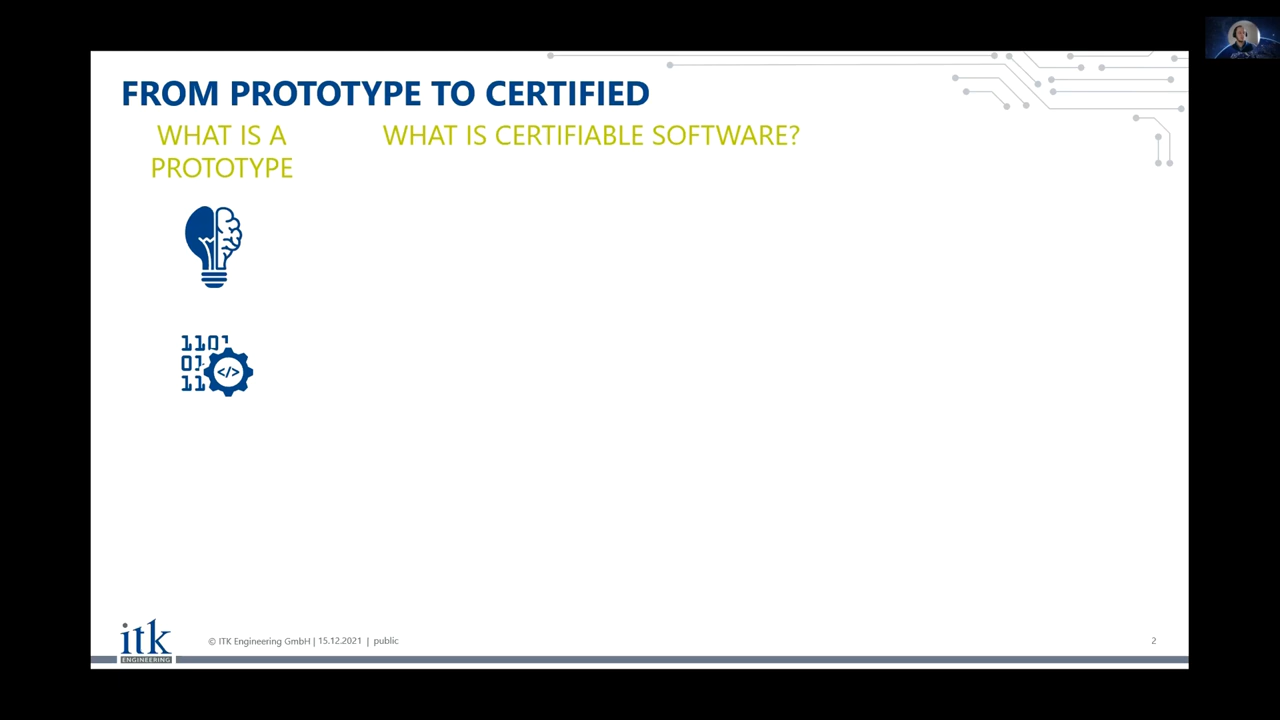 FROM PROTOTYPE TO CERTIFIED
WHAT IS A
PROTOTYPE
WHAT IS CERTIFIABLE SOFTWARE?
1101
01
</>
11
itk
ENGINEERING
© ITK Engineering GmbH | 15.12.2021 | public
2